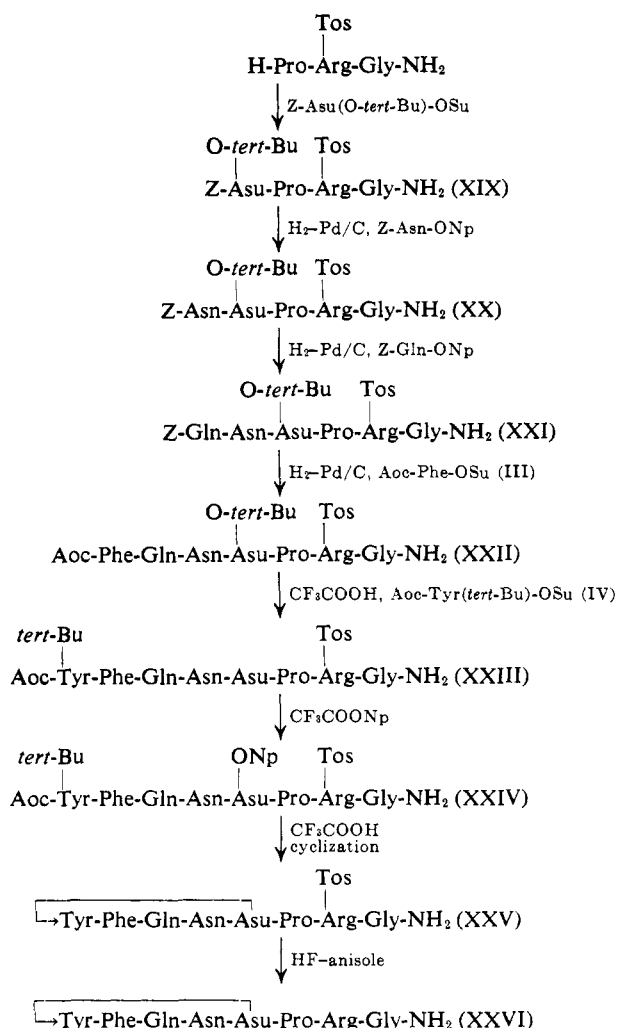 Tos
H-Pro-Arg-Gly-NH₂
Z-Asu(O-tert-Bu)-OSu
O-tert-Bu Tos
Z-Asu-Pro-Arg-Gly-NH₂ (XIX)
H₂-Pd/C, Z-Asn-ONp
O-tert-Bu Tos
Z-Asn-Asu-Pro-Arg-Gly-NH₂ (XX)
H₂-Pd/C, Z-Gln-ONp
O-tert-Bu Tos
Z-Gln-Asn-Asu-Pro-Arg-Gly-NH₂ (XXI)
H₂-Pd/C, Aoc-Phe-OSu (III)
O-tert-Bu Tos
Aoc-Phe-Gln-Asn-Asu-Pro-Arg-Gly-NH₂ (XXII)
CF₃COOH, Aoc-Tyr(tert-Bu)-OSu (IV)
tert-Bu Tos
Aoc-Tyr-Phe-Gln-Asn-Asu-Pro-Arg-Gly-NH₂ (XXIII)
CF₃COONp
tert-Bu ONp Tos
Aoc-Tyr-Phe-Gln-Asn-Asu-Pro-Arg-Gly-NH₂ (XXIV)
CF₃COOH
cyclization
Tos
→Tyr-Phe-Gln-Asn-Asu-Pro-Arg-Gly-NH₂ (XXV)
HF-anisole
→Tyr-Phe-Gln-Asn-Asu-Pro-Arg-Gly-NH₂ (XXVI)